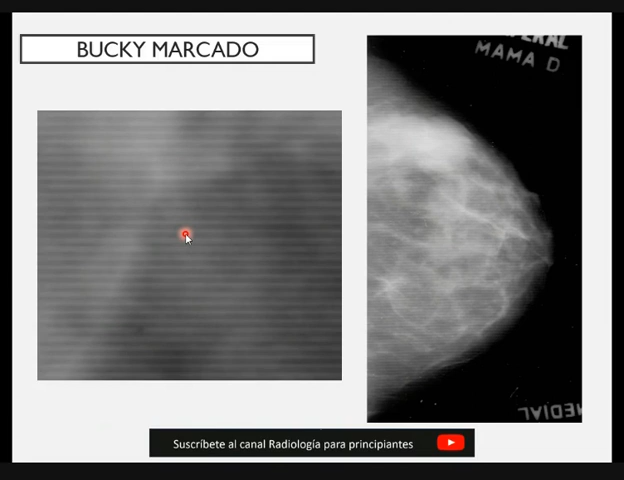 BUCKY MARCADO
MAMA D
MEDIAL
Suscríbete al canal Radiología para principiantes